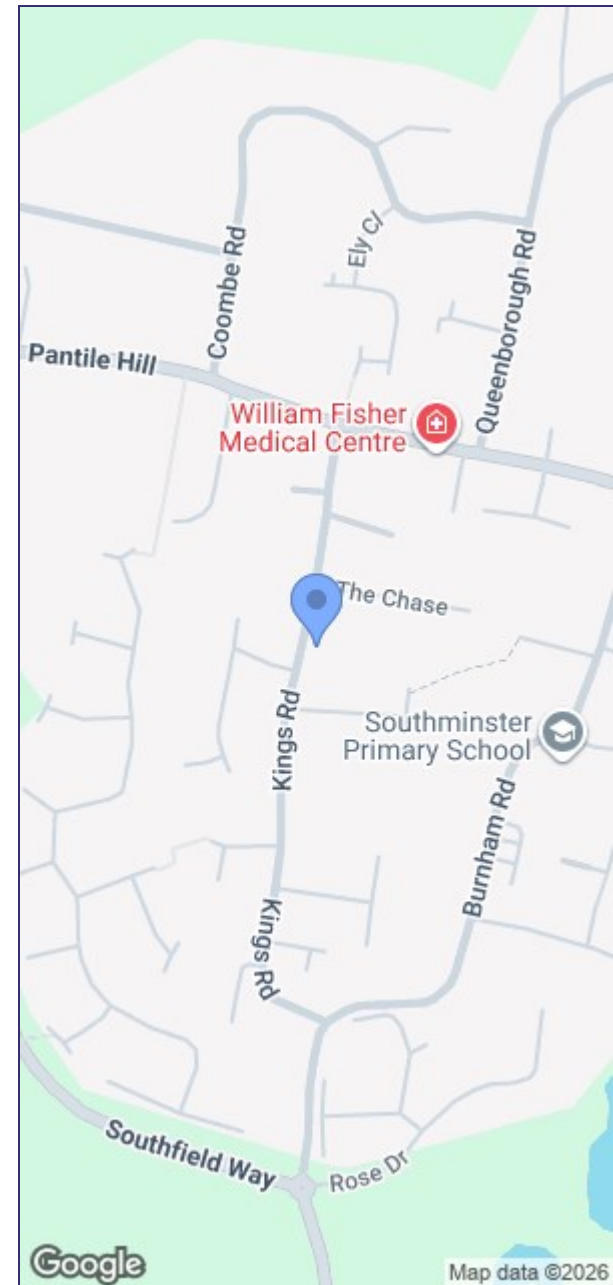 Coombe Rd
Ely Cl
Queenborough Rd
Pantile Hill
William Fisher
Medical Centre
The Chase
Kings Rd
Southminster
Primary School
Burnham Rd
Kings Rd
Southfield Way
Rose Dr
Google
Map data ©2026